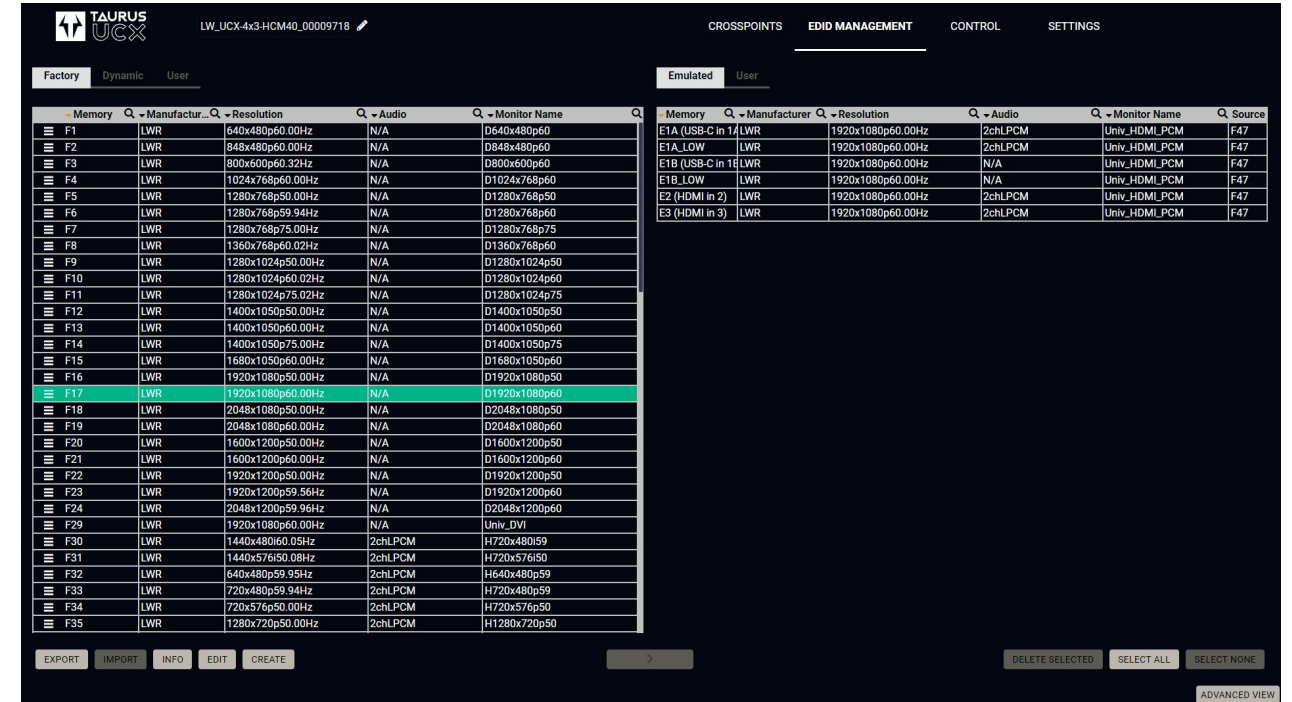 TAURUS UCX LW_UCX-4x3-HCM40_00009718 CROSSPOINTS EDID MANAGEMENT CONTROL SETTINGS
Factory Dynamic User
Memory Manufactur... Resolution Audio Monitor Name
F1 LWR 640x480p60.00Hz N/A D640x480p60
F2 LWR 848x480p60.00Hz N/A D848x480p60
F3 LWR 800x600p60.32Hz N/A D800x600p60
F4 LWR 1024x768p60.00Hz N/A D1024x768p60
F5 LWR 1280x768p50.00Hz N/A D1280x768p50
F6 LWR 1280x768p59.94Hz N/A D1280x768p60
F7 LWR 1280x768p75.00Hz N/A D1280x768p75
F8 LWR 1360x768p60.02Hz N/A D1360x768p60
F9 LWR 1280x1024p50.00Hz N/A D1280x1024p50
F10 LWR 1280x1024p60.02Hz N/A D1280x1024p60
F11 LWR 1280x1024p75.02Hz N/A D1280x1024p75
F12 LWR 1400x1050p50.00Hz N/A D1400x1050p50
F13 LWR 1400x1050p60.00Hz N/A D1400x1050p60
F14 LWR 1400x1050p75.00Hz N/A D1400x1050p75
F15 LWR 1680x1050p60.00Hz N/A D1680x1050p60
F16 LWR 1920x1080p50.00Hz N/A D1920x1080p50
F17 LWR 1920x1080p60.00Hz N/A D1920x1080p60
F18 LWR 2048x1080p50.00Hz N/A D2048x1080p50
F19 LWR 2048x1080p60.00Hz N/A D2048x1080p60
F20 LWR 1600x1200p50.00Hz N/A D1600x1200p50
F21 LWR 1600x1200p60.00Hz N/A D1600x1200p60
F22 LWR 1920x1200p50.00Hz N/A D1920x1200p50
F23 LWR 1920x1200p59.56Hz N/A D1920x1200p60
F24 LWR 2048x1200p59.96Hz N/A D2048x1200p60
F29 LWR 1920x1080p60.00Hz N/A Univ_DVI
F30 LWR 1440x480i60.05Hz 2chLPCM H720x480i59
F31 LWR 1440x576i50.08Hz 2chLPCM H720x576i50
F32 LWR 640x480p59.95Hz 2chLPCM H640x480p59
F33 LWR 720x480p59.94Hz 2chLPCM H720x480p59
F34 LWR 720x576p50.00Hz 2chLPCM H720x576p50
F35 LWR 1280x720p50.00Hz 2chLPCM H1280x720p50
Emulated User
Memory Manufacturer Resolution Audio Monitor Name Source
E1A (USB-C in 1A LWR 1920x1080p60.00Hz 2chLPCM Univ_HDMI_PCM F47
E1A_LOW LWR 1920x1080p60.00Hz 2chLPCM Univ_HDMI_PCM F47
E1B (USB-C in 1B LWR 1920x1080p60.00Hz N/A Univ_HDMI_PCM F47
E1B_LOW LWR 1920x1080p60.00Hz N/A Univ_HDMI_PCM F47
E2 (HDMI in 2) LWR 1920x1080p60.00Hz 2chLPCM Univ_HDMI_PCM F47
E3 (HDMI in 3) LWR 1920x1080p60.00Hz 2chLPCM Univ_HDMI_PCM F47
EXPORT IMPORT INFO EDIT CREATE > DELETE SELECTED SELECT ALL SELECT NONE
ADVANCED VIEW